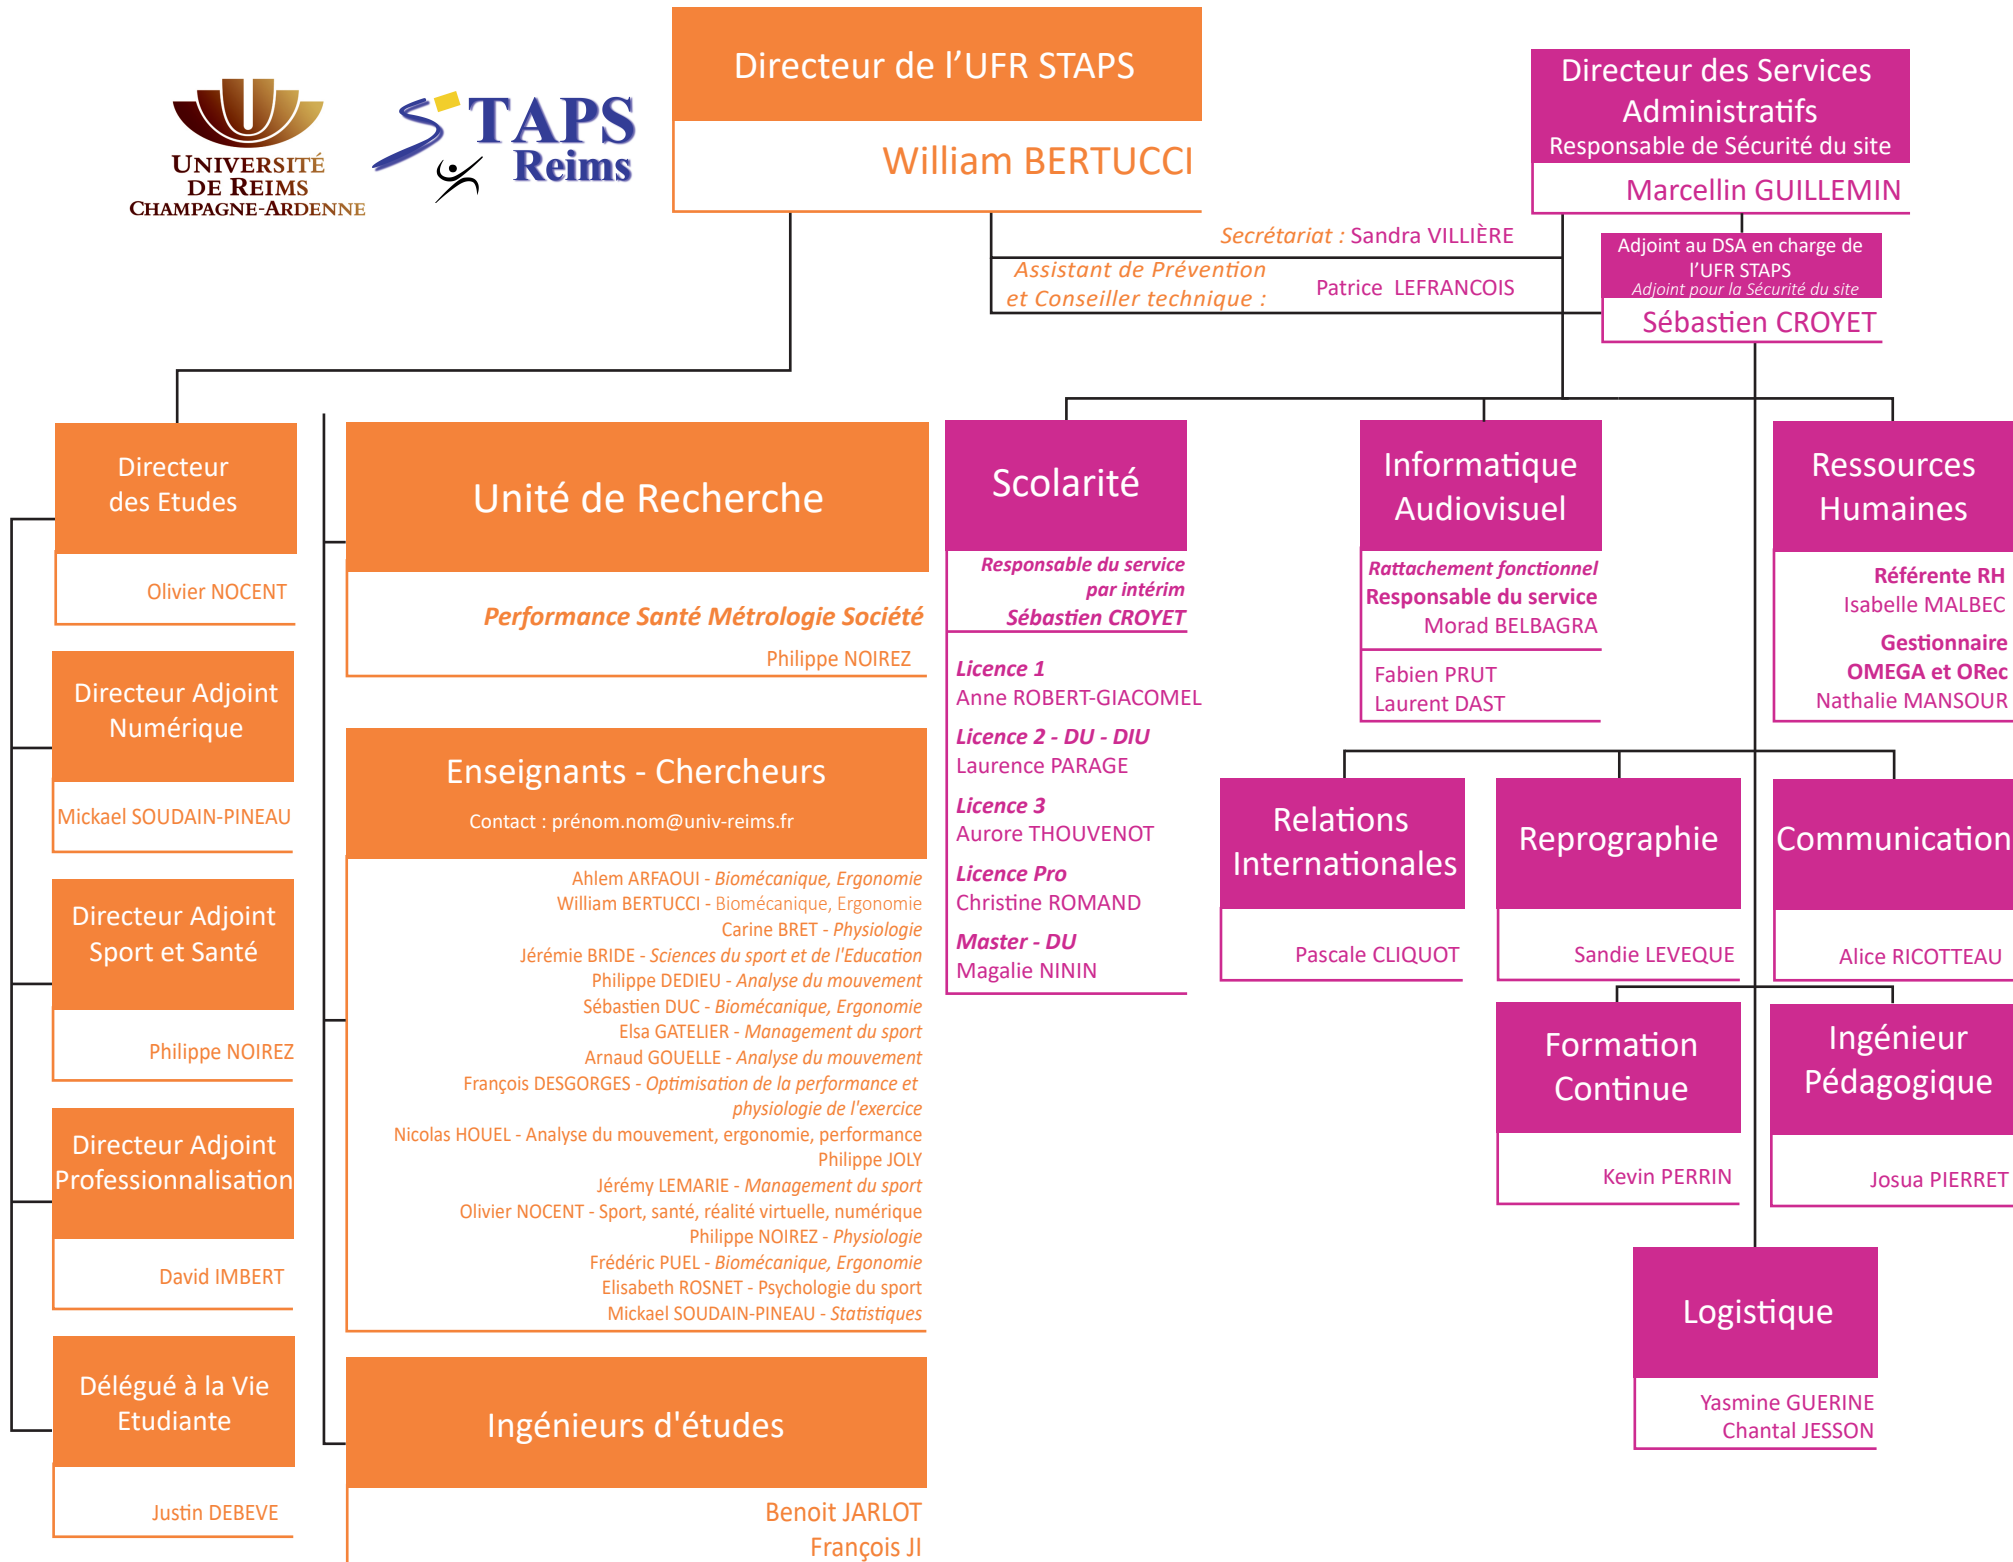 UNIVERSITÉ
DE REIMS
CHAMPAGNE-ARDENNE
STAPS
Reims
Directeur de l'UFR STAPS
William BERTUCCI
Directeur des Services
Administratifs
Responsable de Sécurité du site
Marcellin GUILLEMIN
Secrétariat : Sandra VILLIÈRE
Assistant de Prévention
et Conseiller technique : Patrice LEFRANCOIS
Adjoint au DSA en charge de
l'UFR STAPS
Adjoint pour la Sécurité du site
Sébastien CROYET
Directeur
des Etudes
Olivier NOCENT
Directeur Adjoint
Numérique
Mickael SOUDAIN-PINEAU
Directeur Adjoint
Sport et Santé
Philippe NOIREZ
Directeur Adjoint
Professionnalisation
David IMBERT
Délégué à la Vie
Etudiante
Justin DEBEVE
Unité de Recherche
Performance Santé Métrologie Société
Philippe NOIREZ
Enseignants - Chercheurs
Contact : prénom.nom@univ-reims.fr
Ahlem ARFAOUI - Biomécanique, Ergonomie
William BERTUCCI - Biomécanique, Ergonomie
Carine BRET - Physiologie
Jérémie BRIDE - Sciences du sport et de l'Education
Philippe DEDIEU - Analyse du mouvement
Sébastien DUC - Biomécanique, Ergonomie
Elsa GATELIER - Management du sport
Arnaud GOUELLE - Analyse du mouvement
François DESGORGES - Optimisation de la performance et
physiologie de l'exercice
Nicolas HOUEL - Analyse du mouvement, ergonomie, performance
Philippe JOLY
Jérémy LEMARIE - Management du sport
Olivier NOCENT - Sport, santé, réalité virtuelle, numérique
Philippe NOIREZ - Physiologie
Frédéric PUEL - Biomécanique, Ergonomie
Elisabeth ROSNET - Psychologie du sport
Mickael SOUDAIN-PINEAU - Statistiques
Ingénieurs d'études
Benoit JARLOT
François JI
Scolarité
Responsable du service
par intérim
Sébastien CROYET
Licence 1
Anne ROBERT-GIACOMEL
Licence 2 - DU - DIU
Laurence PARAGE
Licence 3
Aurore THOUVENOT
Licence Pro
Christine ROMAND
Master - DU
Magalie NININ
Informatique
Audiovisuel
Rattachement fonctionnel
Responsable du service
Morad BELBAGRA
Fabien PRUT
Laurent DAST
Ressources
Humaines
Référente RH
Isabelle MALBEC
Gestionnaire
OMEGA et ORec
Nathalie MANSOUR
Relations
Internationales
Pascale CLIQUOT
Reprographie
Sandie LEVEQUE
Communication
Alice RICOTTEAU
Formation
Continue
Kevin PERRIN
Ingénieur
Pédagogique
Josua PIERRET
Logistique
Yasmine GUERINE
Chantal JESSON